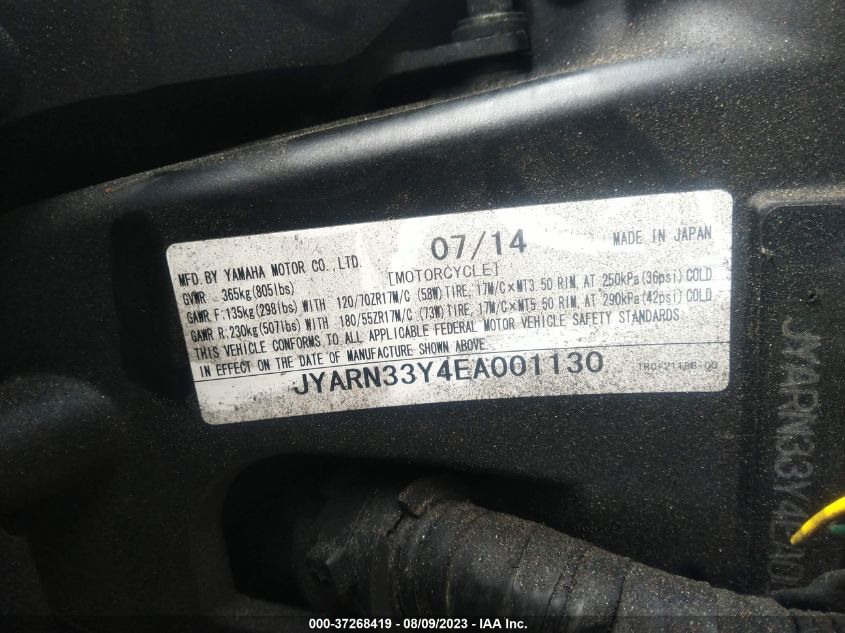 07/14 MADE IN JAPAN
MFD. BY YAMAHA MOTOR CO., LTD. [MOTORCYCLE]
GVWR 365kg(805lbs)
GAWR F:135kg(298lbs) WITH 120/70ZR17M/C (58W)TIRE, 17M/C×MT3.50 RIM, AT 250kPa(36psi)COLD
GAWR R:230kg(507lbs) WITH 180/55ZR17M/C (73W)TIRE, 17M/C×MT5.50 RIM, AT 290kPa(42psi)COLD
THIS VEHICLE CONFORMS TO ALL APPLICABLE FEDERAL MOTOR VEHICLE SAFETY STANDARDS
IN EFFECT ON THE DATE OF MANUFACTURE SHOWN ABOVE.
JYARN33Y4EA001130
000-37268419 - 08/09/2023 - IAA Inc.